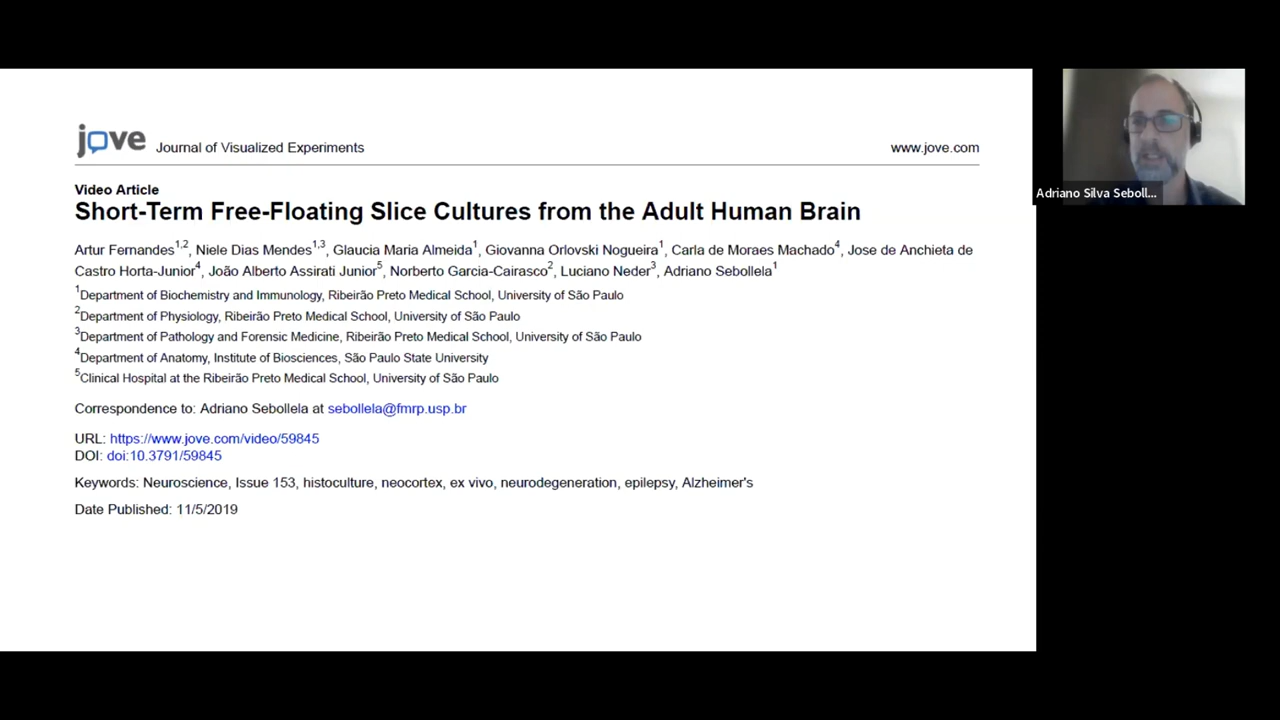 jove Journal of Visualized Experiments www.jove.com
Video Article
Short-Term Free-Floating Slice Cultures from the Adult Human Brain
Artur Fernandes1,2, Niele Dias Mendes1,3, Glaucia Maria Almeida1, Giovanna Orlovski Nogueira1, Carla de Moraes Machado4, Jose de Anchieta de
Castro Horta-Junior4, João Alberto Assirati Junior5, Norberto Garcia-Cairasco2, Luciano Neder3, Adriano Sebollela1
1Department of Biochemistry and Immunology, Ribeirão Preto Medical School, University of São Paulo
2Department of Physiology, Ribeirão Preto Medical School, University of São Paulo
3Department of Pathology and Forensic Medicine, Ribeirão Preto Medical School, University of São Paulo
4Department of Anatomy, Institute of Biosciences, São Paulo State University
5Clinical Hospital at the Ribeirão Preto Medical School, University of São Paulo
Correspondence to: Adriano Sebollela at sebollela@fmrp.usp.br
URL: https://www.jove.com/video/59845
DOI: doi:10.3791/59845
Keywords: Neuroscience, Issue 153, histoculture, neocortex, ex vivo, neurodegeneration, epilepsy, Alzheimer's
Date Published: 11/5/2019
Adriano Silva Seboll...